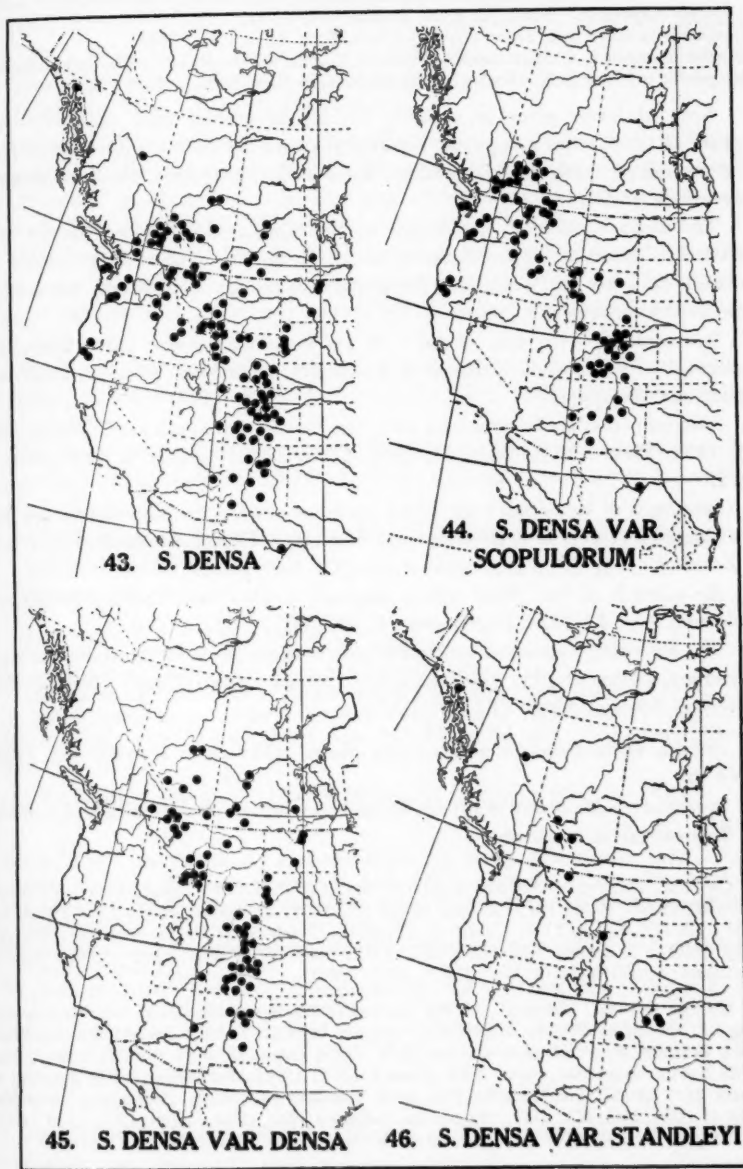 43. S. DENSA
44. S. DENSA VAR.
SCOPULORUM
45. S. DENSA VAR. DENSA
46. S. DENSA VAR. STANDLEYI